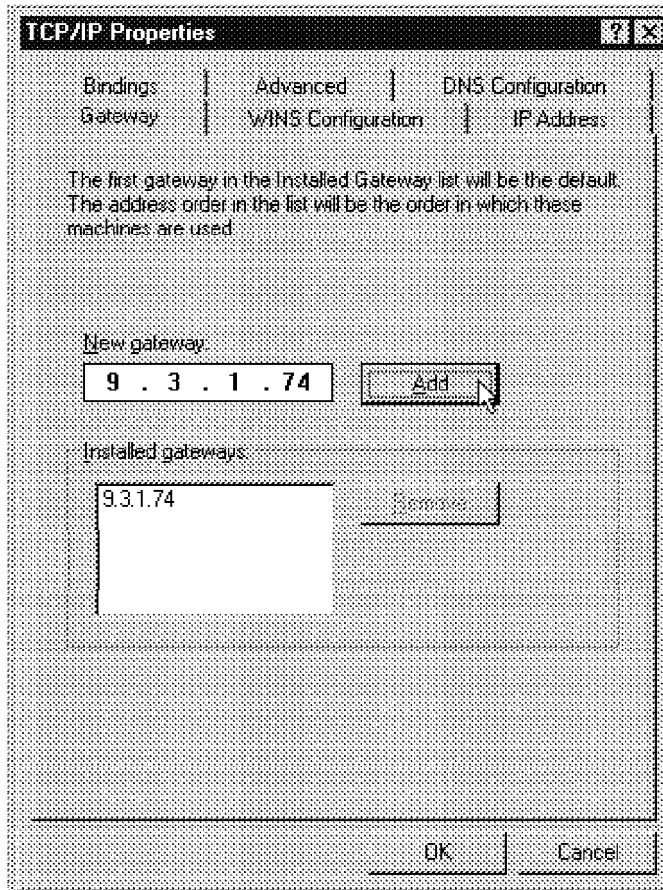 TCP/IP Properties
Bindings Advanced DNS Configuration
Gateway WINS Configuration IP Address
The first gateway in the Installed Gateway list will be the default.
The address order in the list will be the order in which these
machines are used.
New gateway:
9 . 3 . 1 . 74 Add
Installed gateways:
9.3.1.74 Remove
OK Cancel